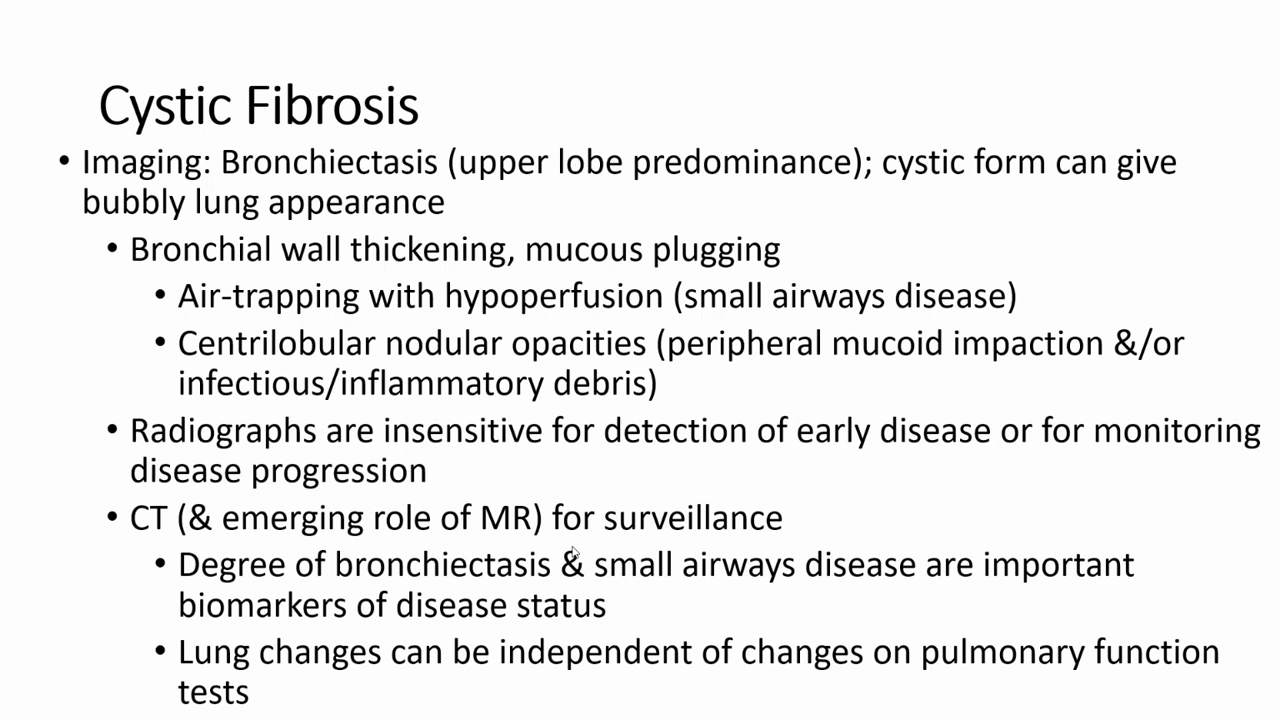 Cystic Fibrosis
• Imaging: Bronchiectasis (upper lobe predominance); cystic form can give
bubbly lung appearance
• Bronchial wall thickening, mucous plugging
• Air-trapping with hypoperfusion (small airways disease)
• Centrilobular nodular opacities (peripheral mucoid impaction &/or
infectious/inflammatory debris)
• Radiographs are insensitive for detection of early disease or for monitoring
disease progression
• CT (& emerging role of MR) for surveillance
• Degree of bronchiectasis & small airways disease are important
biomarkers of disease status
• Lung changes can be independent of changes on pulmonary function
tests